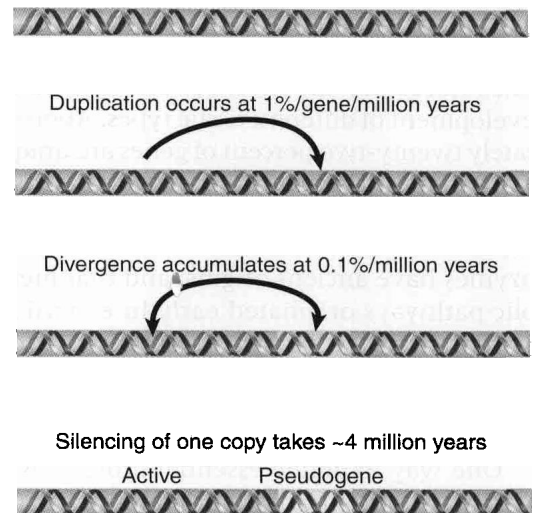 Duplication occurs at 1%/gene/million years
Divergence accumulates at 0.1%/million years
Silencing of one copy takes ~4 million years
Active Pseudogene